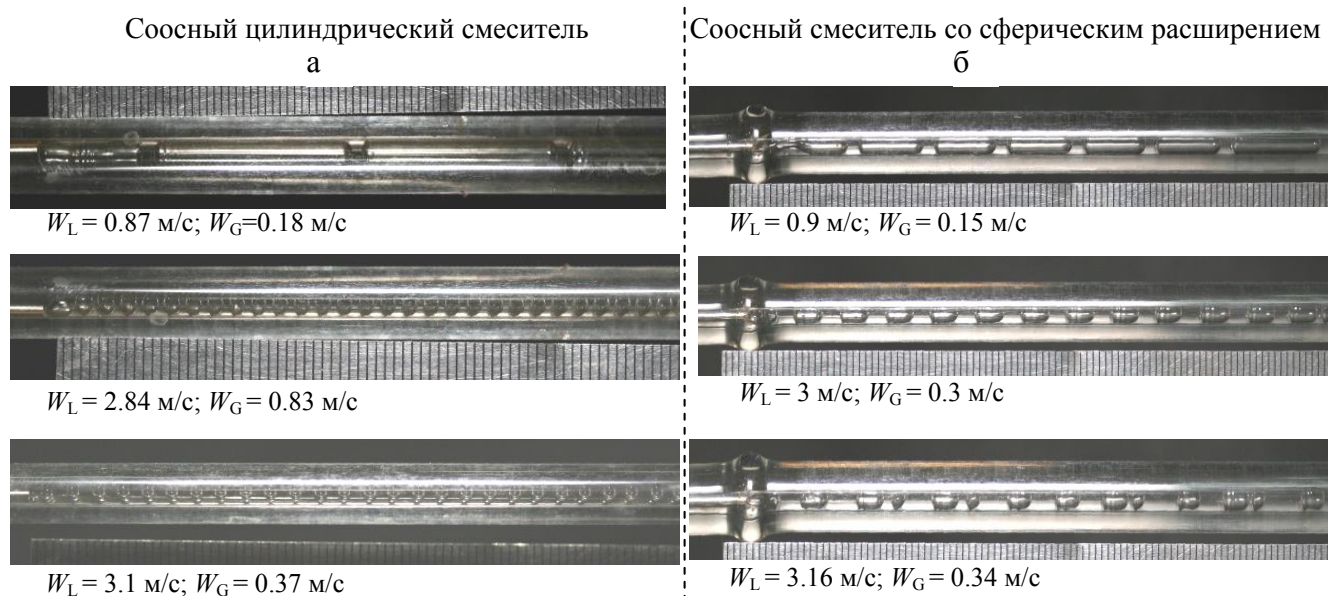 Соосный цилиндрический смеситель
а
W_L = 0.87 м/с; W_G=0.18 м/с
W_L = 2.84 м/с; W_G = 0.83 м/с
W_L = 3.1 м/с; W_G = 0.37 м/с
Соосный смеситель со сферическим расширением
б
W_L = 0.9 м/с; W_G = 0.15 м/с
W_L = 3 м/с; W_G = 0.3 м/с
W_L = 3.16 м/с; W_G = 0.34 м/с